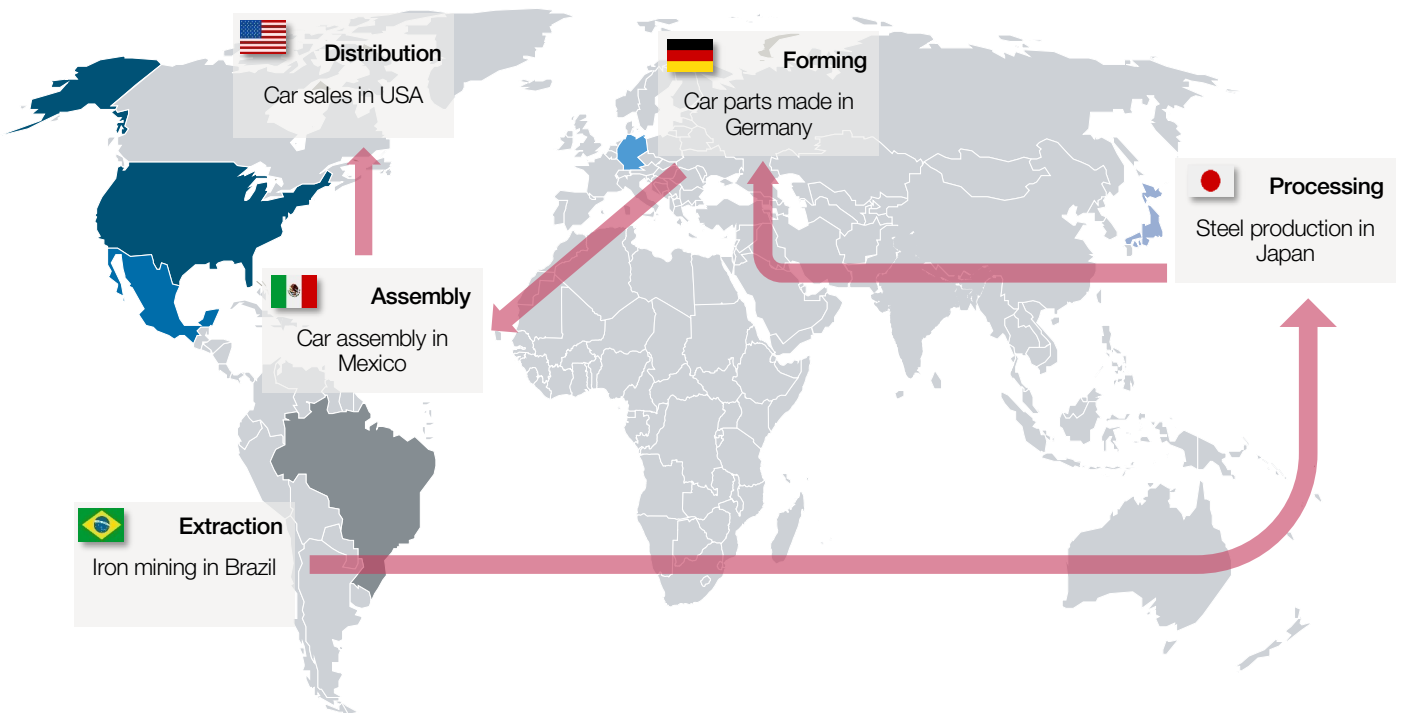 Distribution
Car sales in USA
Forming
Car parts made in
Germany
Processing
Steel production in
Japan
Assembly
Car assembly in
Mexico
Extraction
Iron mining in Brazil